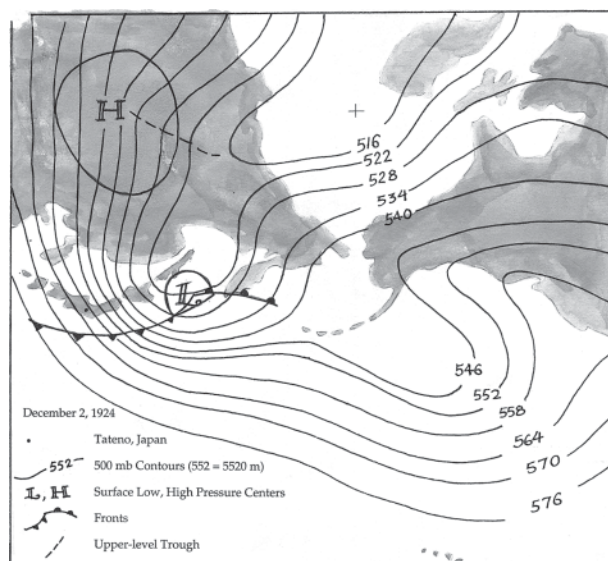 H
516
522
528
534
540
L
546
552
558
564
570
576
December 2, 1924
Tateno, Japan
552 500 mb Contours (552 = 5520 m)
L, H Surface Low, High Pressure Centers
Fronts
Upper-level Trough